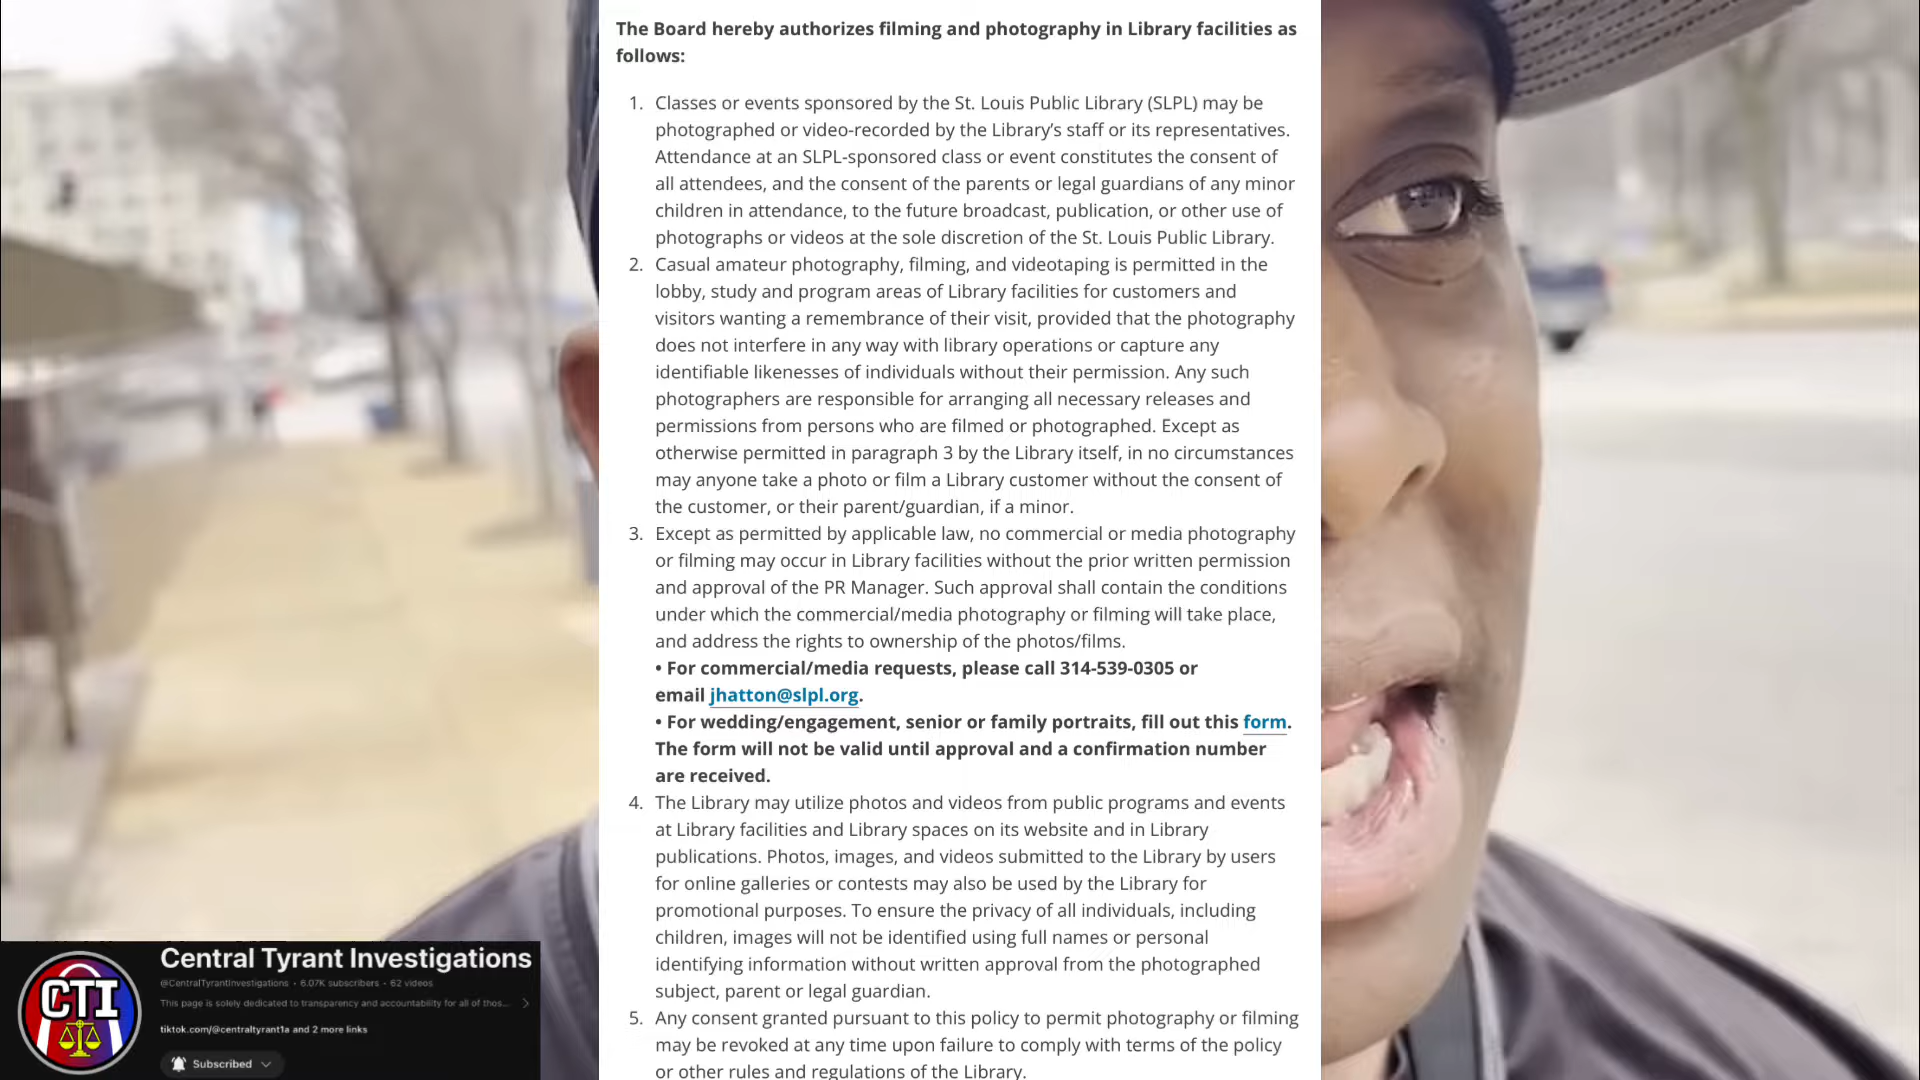 The Board hereby authorizes filming and photography in Library facilities as
follows:
1. Classes or events sponsored by the St. Louis Public Library (SLPL) may be
photographed or video-recorded by the Library’s staff or its representatives.
Attendance at an SLPL-sponsored class or event constitutes the consent of
all attendees, and the consent of the parents or legal guardians of any minor
children in attendance, to the future broadcast, publication, or other use of
photographs or videos at the sole discretion of the St. Louis Public Library.
2. Casual amateur photography, filming, and videotaping is permitted in the
lobby, study and program areas of Library facilities for customers and
visitors wanting a remembrance of their visit, provided that the photography
does not interfere in any way with library operations or capture any
identifiable likenesses of individuals without their permission. Any such
photographers are responsible for arranging all necessary releases and
permissions from persons who are filmed or photographed. Except as
otherwise permitted in paragraph 3 by the Library itself, in no circumstances
may anyone take a photo or film a Library customer without the consent of
the customer, or their parent/guardian, if a minor.
3. Except as permitted by applicable law, no commercial or media photography
or filming may occur in Library facilities without the prior written permission
and approval of the PR Manager. Such approval shall contain the conditions
under which the commercial/media photography or filming will take place,
and address the rights to ownership of the photos/films.
• For commercial/media requests, please call 314-539-0305 or
email jhatton@slpl.org.
• For wedding/engagement, senior or family portraits, fill out this form.
The form will not be valid until approval and a confirmation number
are received.
4. The Library may utilize photos and videos from public programs and events
at Library facilities and Library spaces on its website and in Library
publications. Photos, images, and videos submitted to the Library by users
for online galleries or contests may also be used by the Library for
promotional purposes. To ensure the privacy of all individuals, including
children, images will not be identified using full names or personal
identifying information without written approval from the photographed
subject, parent or legal guardian.
5. Any consent granted pursuant to this policy to permit photography or filming
may be revoked at any time upon failure to comply with terms of the policy
or other rules and regulations of the Library.
CTI
Central Tyrant Investigations
@CentralTyrantInvestigations • 6.07K subscribers • 62 videos
This page is solely dedicated to transparency and accountability for all of thos...
tiktok.com/@centraltyrant1a and 2 more links
Subscribed